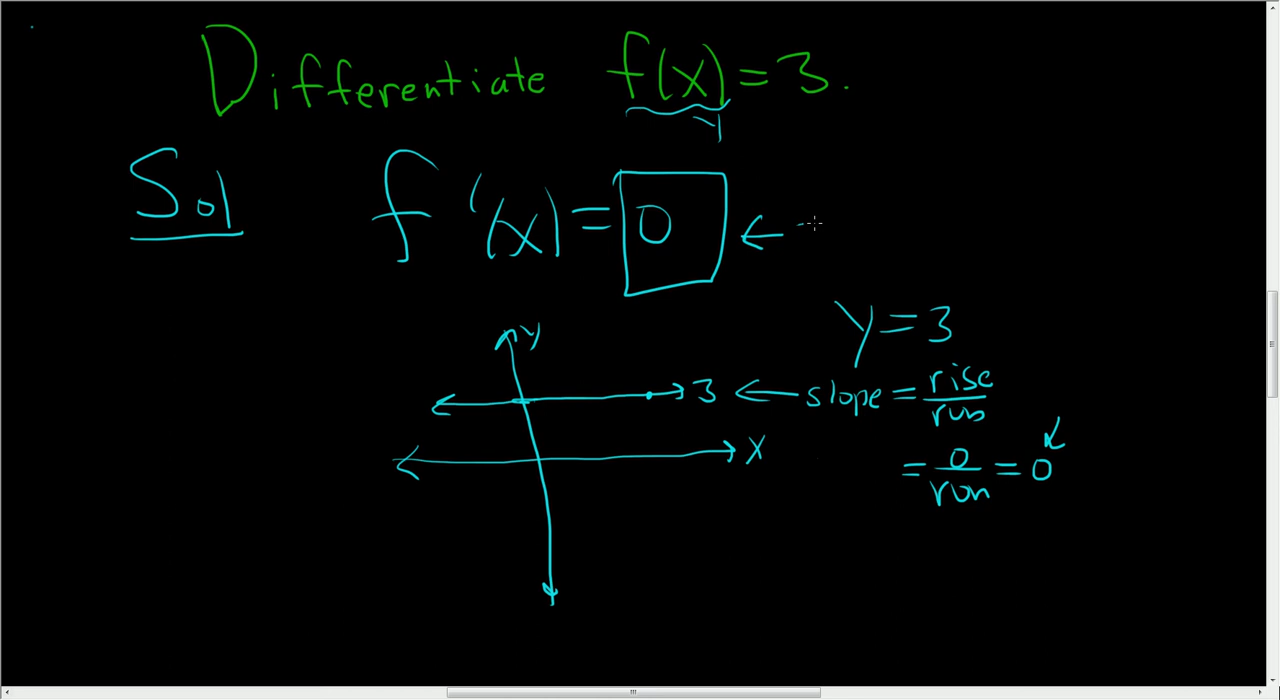 Differentiate f(x) = 3.
y
Sol f'(x) = 0 ←
y = 3
y
3 ← slope = rise/run
x
= 0/run = 0